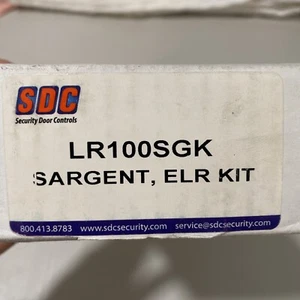 SDC
Security Door Controls
LR100SGK
SARGENT, ELR KIT
800.413.8783 www.sdcsecurity.com service@sdcsecurity.com